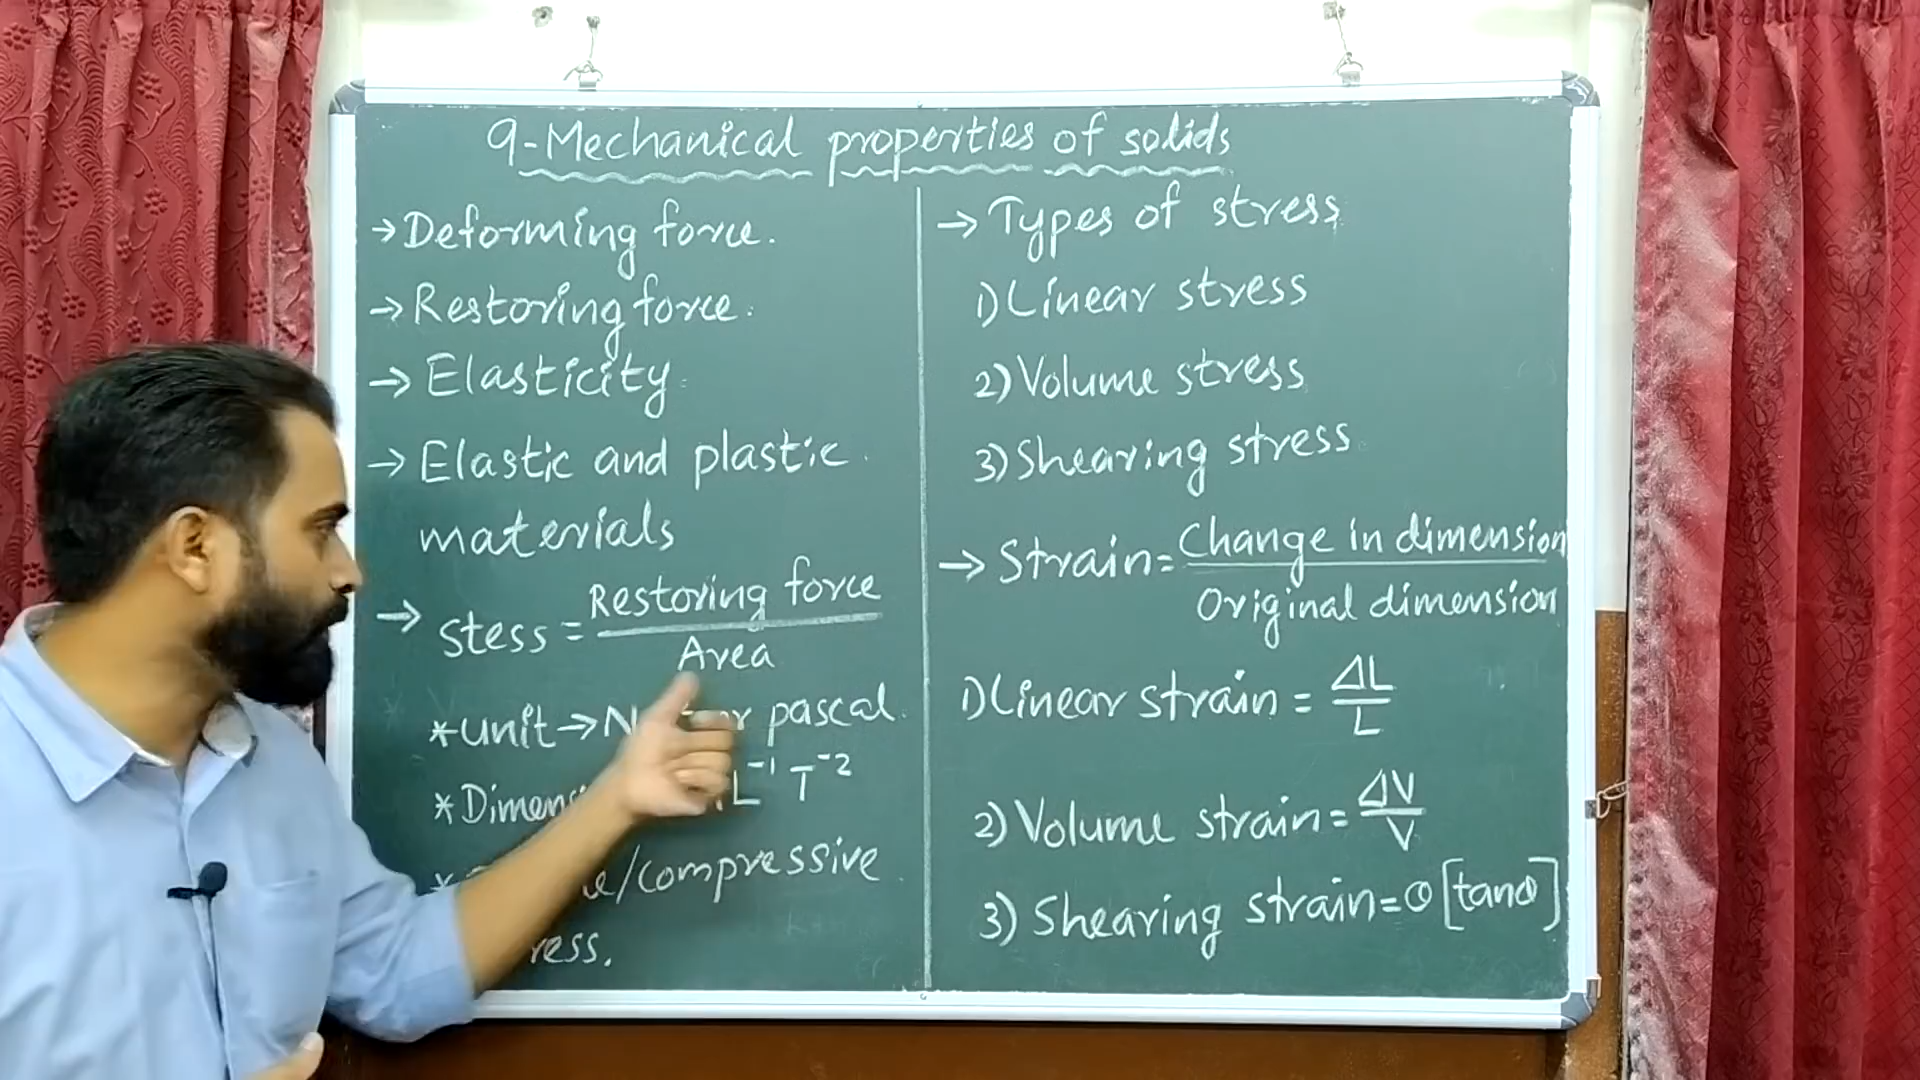 9-Mechanical properties of solids
→Deforming force.
→Restoring force.
→Elasticity
→Elastic and plastic
materials
→ Stess = Restoring force
Area
*unit→N or pascal.
L⁻¹ T⁻²
/compressive
→ Types of stress
1) Linear stress
2) Volume stress
3) Shearing stress
→ Strain = Change in dimension
Original dimension
1) Linear strain = ΔL
L
2) Volume strain = ΔV
V
3) Shearing strain = θ [tanθ]